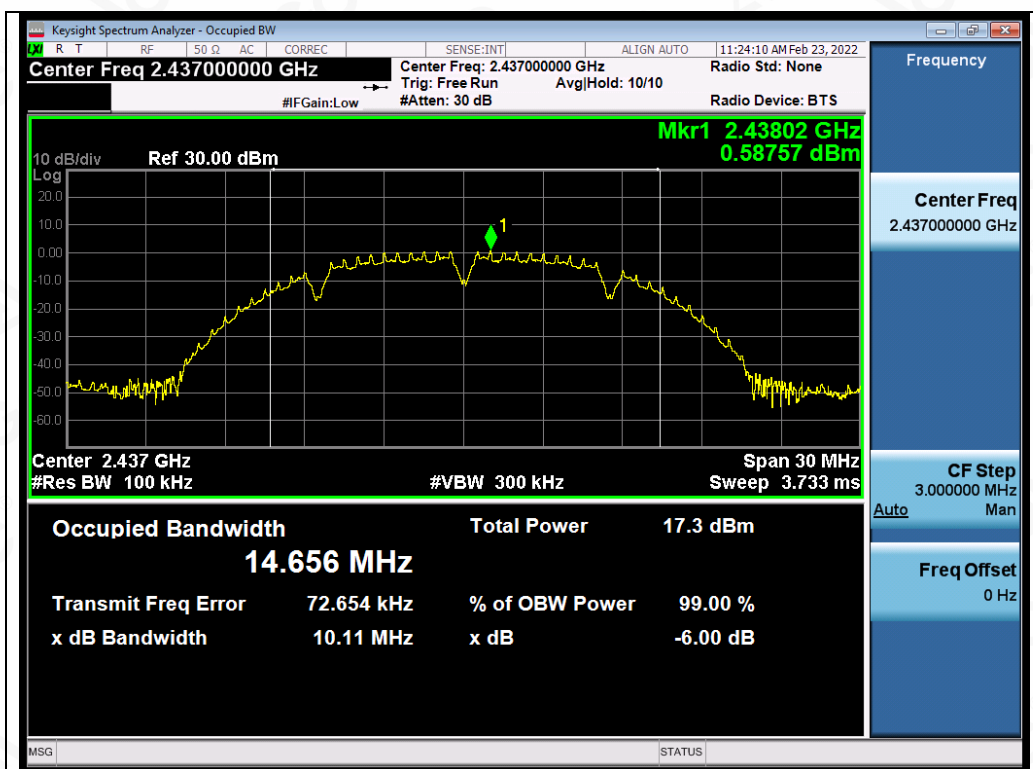 Keysight Spectrum Analyzer - Occupied BW
LXI R T RF 50 Ω AC CORREC SENSE:INT ALIGN AUTO 11:24:10 AM Feb 23, 2022
Center Freq 2.437000000 GHz Center Freq: 2.437000000 GHz Radio Std: None
Trig: Free Run Avg|Hold: 10/10
#IFGain:Low #Atten: 30 dB Radio Device: BTS
Mkr1 2.43802 GHz
0.58757 dBm
10 dB/div Ref 30.00 dBm
Log
20.0
10.0
0.00
-10.0
-20.0
-30.0
-40.0
-50.0
-60.0
1
Center 2.437 GHz Span 30 MHz
#Res BW 100 kHz #VBW 300 kHz Sweep 3.733 ms
Occupied Bandwidth Total Power 17.3 dBm
14.656 MHz
Transmit Freq Error 72.654 kHz % of OBW Power 99.00 %
x dB Bandwidth 10.11 MHz x dB -6.00 dB
MSG STATUS
Frequency
Center Freq
2.437000000 GHz
CF Step
3.000000 MHz
Auto Man
Freq Offset
0 Hz